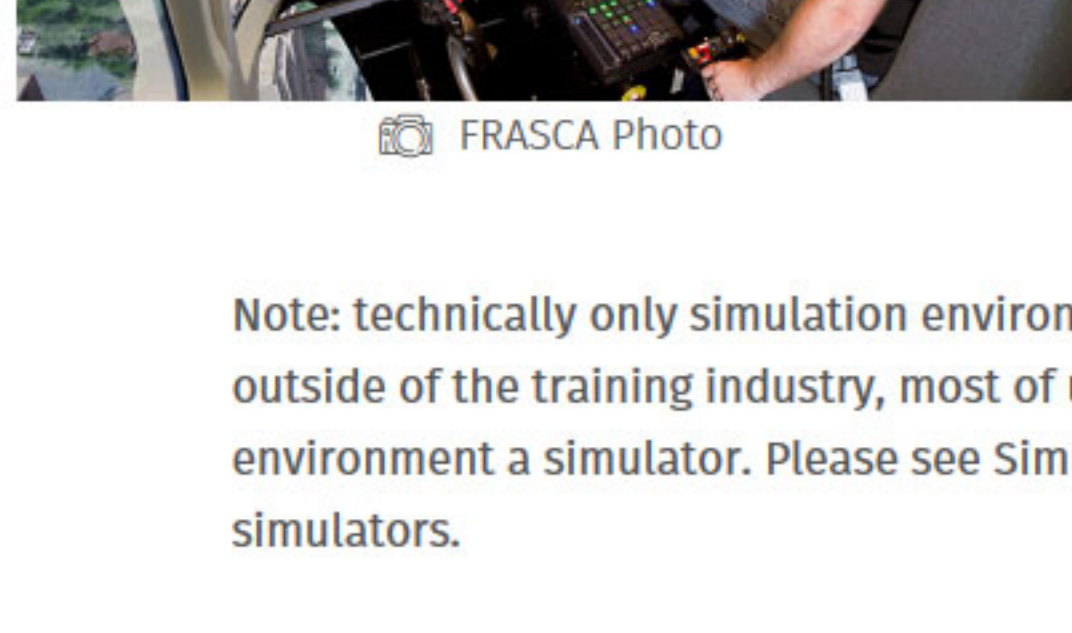 FRASCA Photo
Note: technically only simulation environ
outside of the training industry, most of
environment a simulator. Please see Sim
simulators.